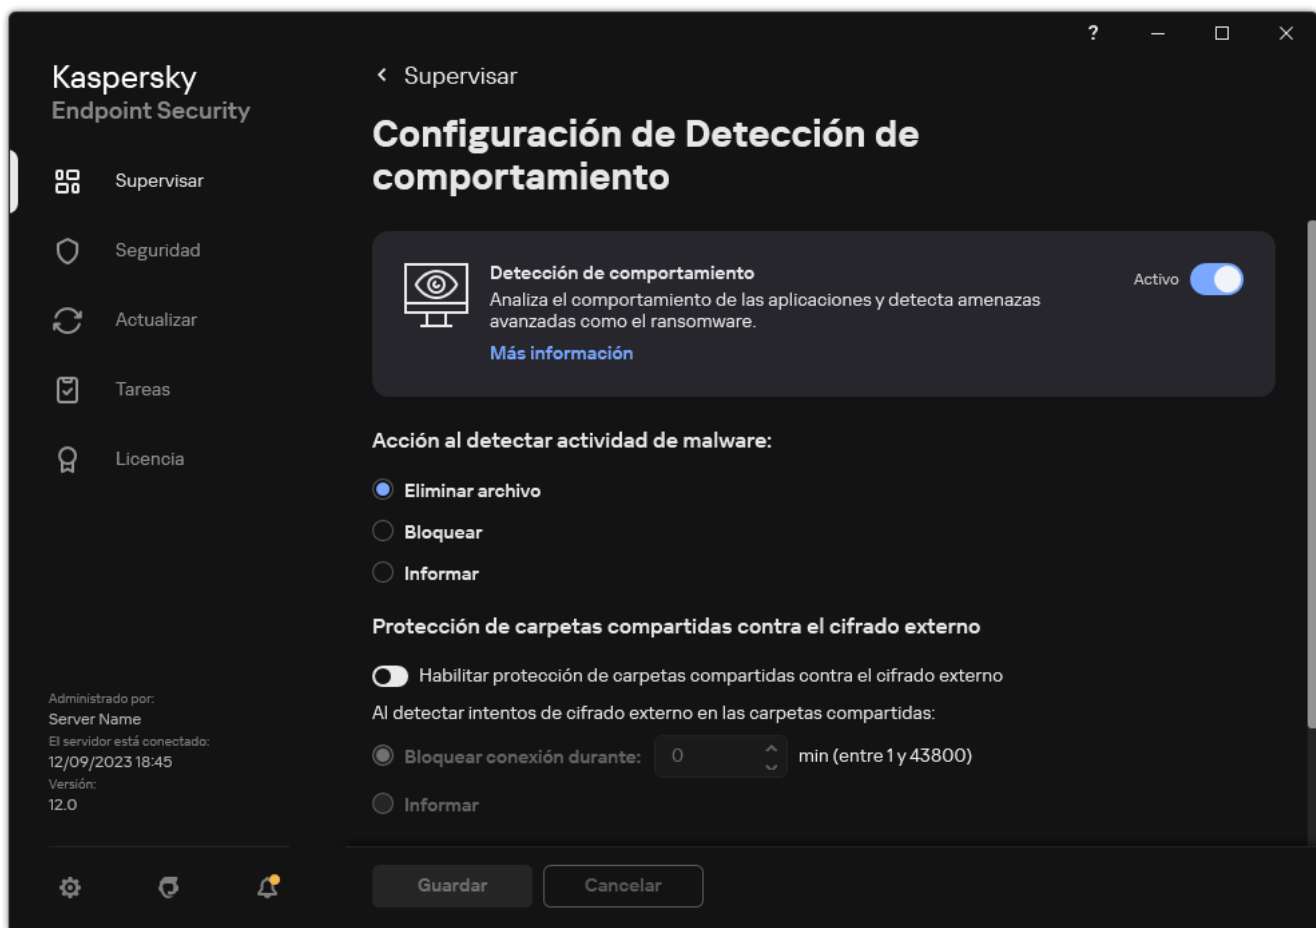 ?
Kaspersky
Endpoint Security
Supervisar
Seguridad
Actualizar
Tareas
Licencia
Administrado por:
Server Name
El servidor está conectado:
12/09/2023 18:45
Versión:
12.0
Supervisar
Configuración de Detección de
comportamiento
Detección de comportamiento
Analiza el comportamiento de las aplicaciones y detecta amenazas
avanzadas como el ransomware.
Más información
Activo
Acción al detectar actividad de malware:
Eliminar archivo
Bloquear
Informar
Protección de carpetas compartidas contra el cifrado externo
Habilitar protección de carpetas compartidas contra el cifrado externo
Al detectar intentos de cifrado externo en las carpetas compartidas:
Bloquear conexión durante: 0 min (entre 1 y 43800)
Informar
Guardar Cancelar